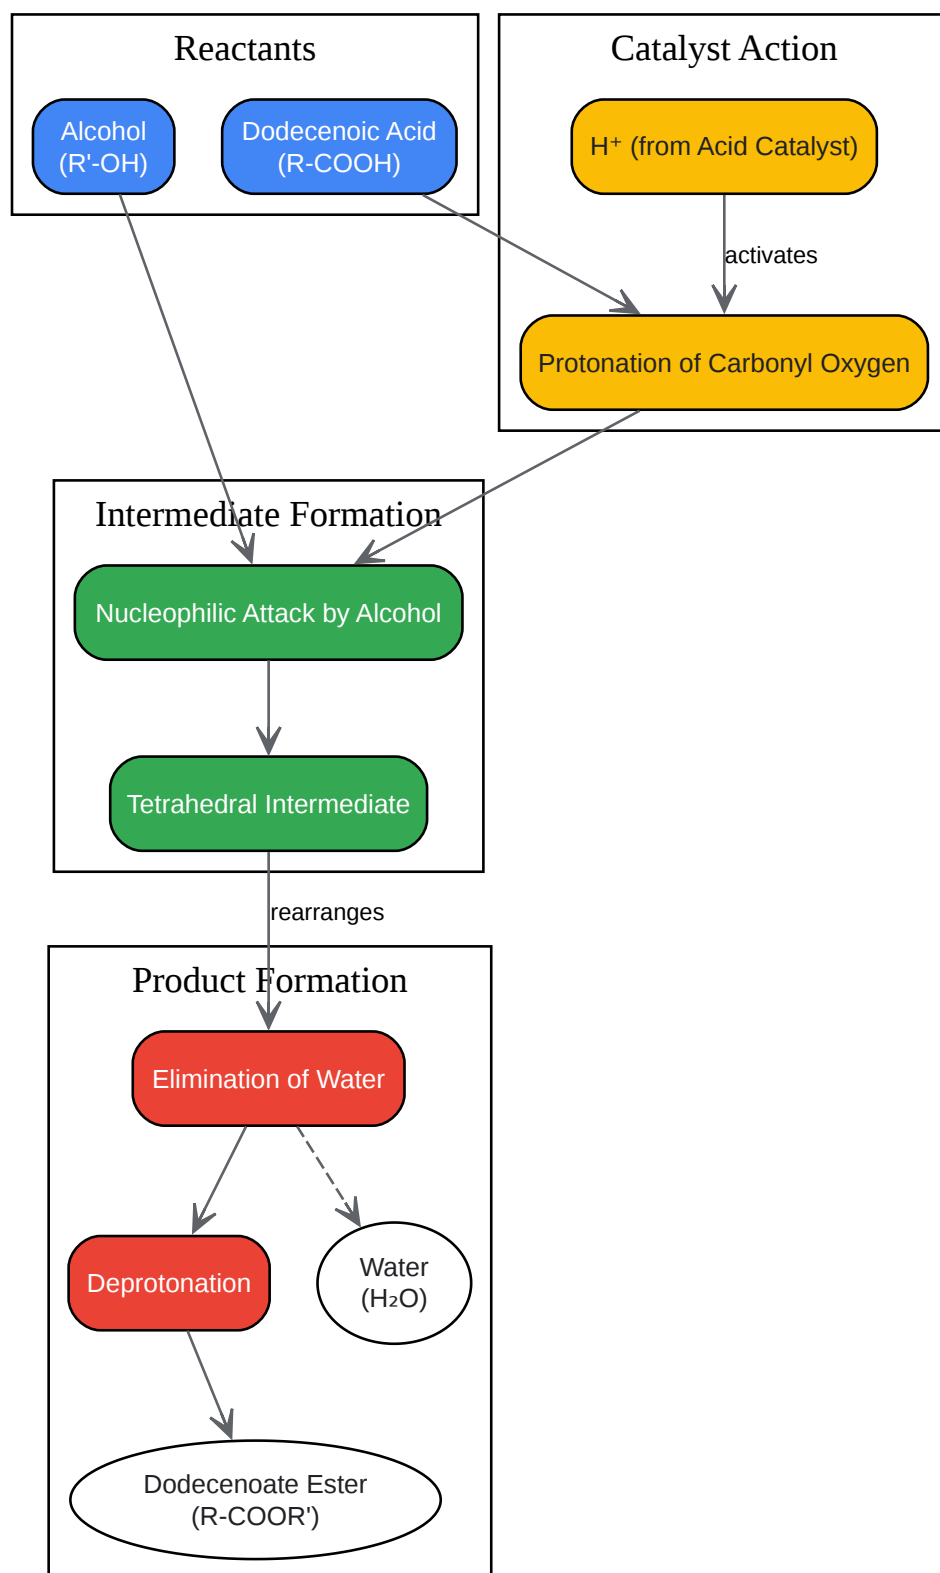 Reactants
Catalyst Action
Alcohol
(R'-OH)
Dodecenoic Acid
(R-COOH)
H⁺ (from Acid Catalyst)
activates
Protonation of Carbonyl Oxygen
Intermediate Formation
Nucleophilic Attack by Alcohol
Tetrahedral Intermediate
rearranges
Product Formation
Elimination of Water
Deprotonation
Water
(H₂O)
Dodecenoate Ester
(R-COOR')